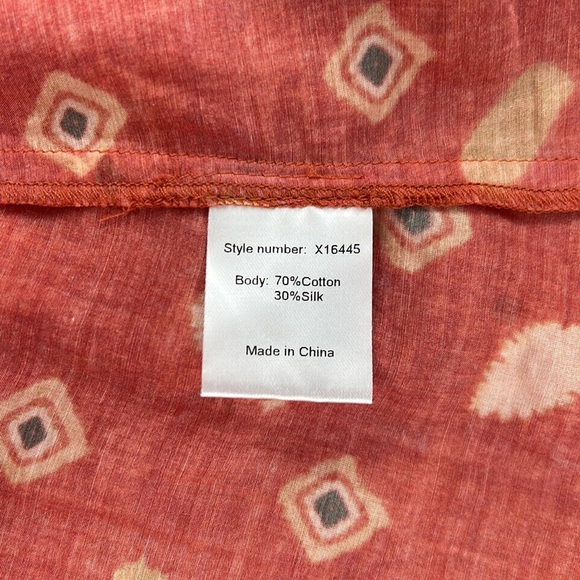 Style number: X16445
Body: 70%Cotton
30%Silk
Made in China